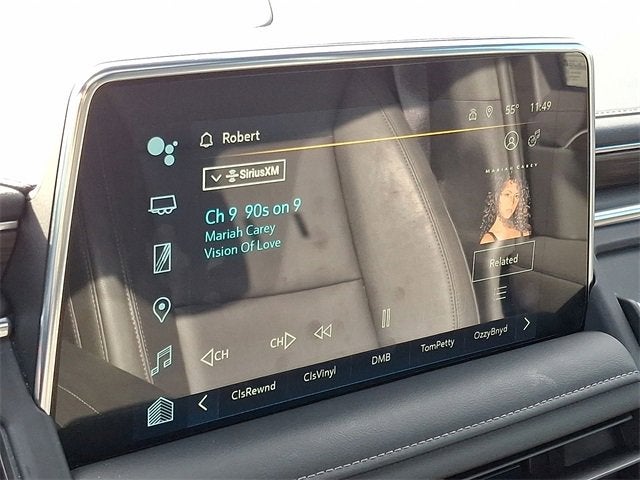 55° 11:49
Robert
SiriusXM
MARIAH CAREY
Ch 9 90s on 9
Mariah Carey
Vision Of Love
Related
CH CH
ClsRewnd ClsVinyl DMB TomPetty OzzyBnyd